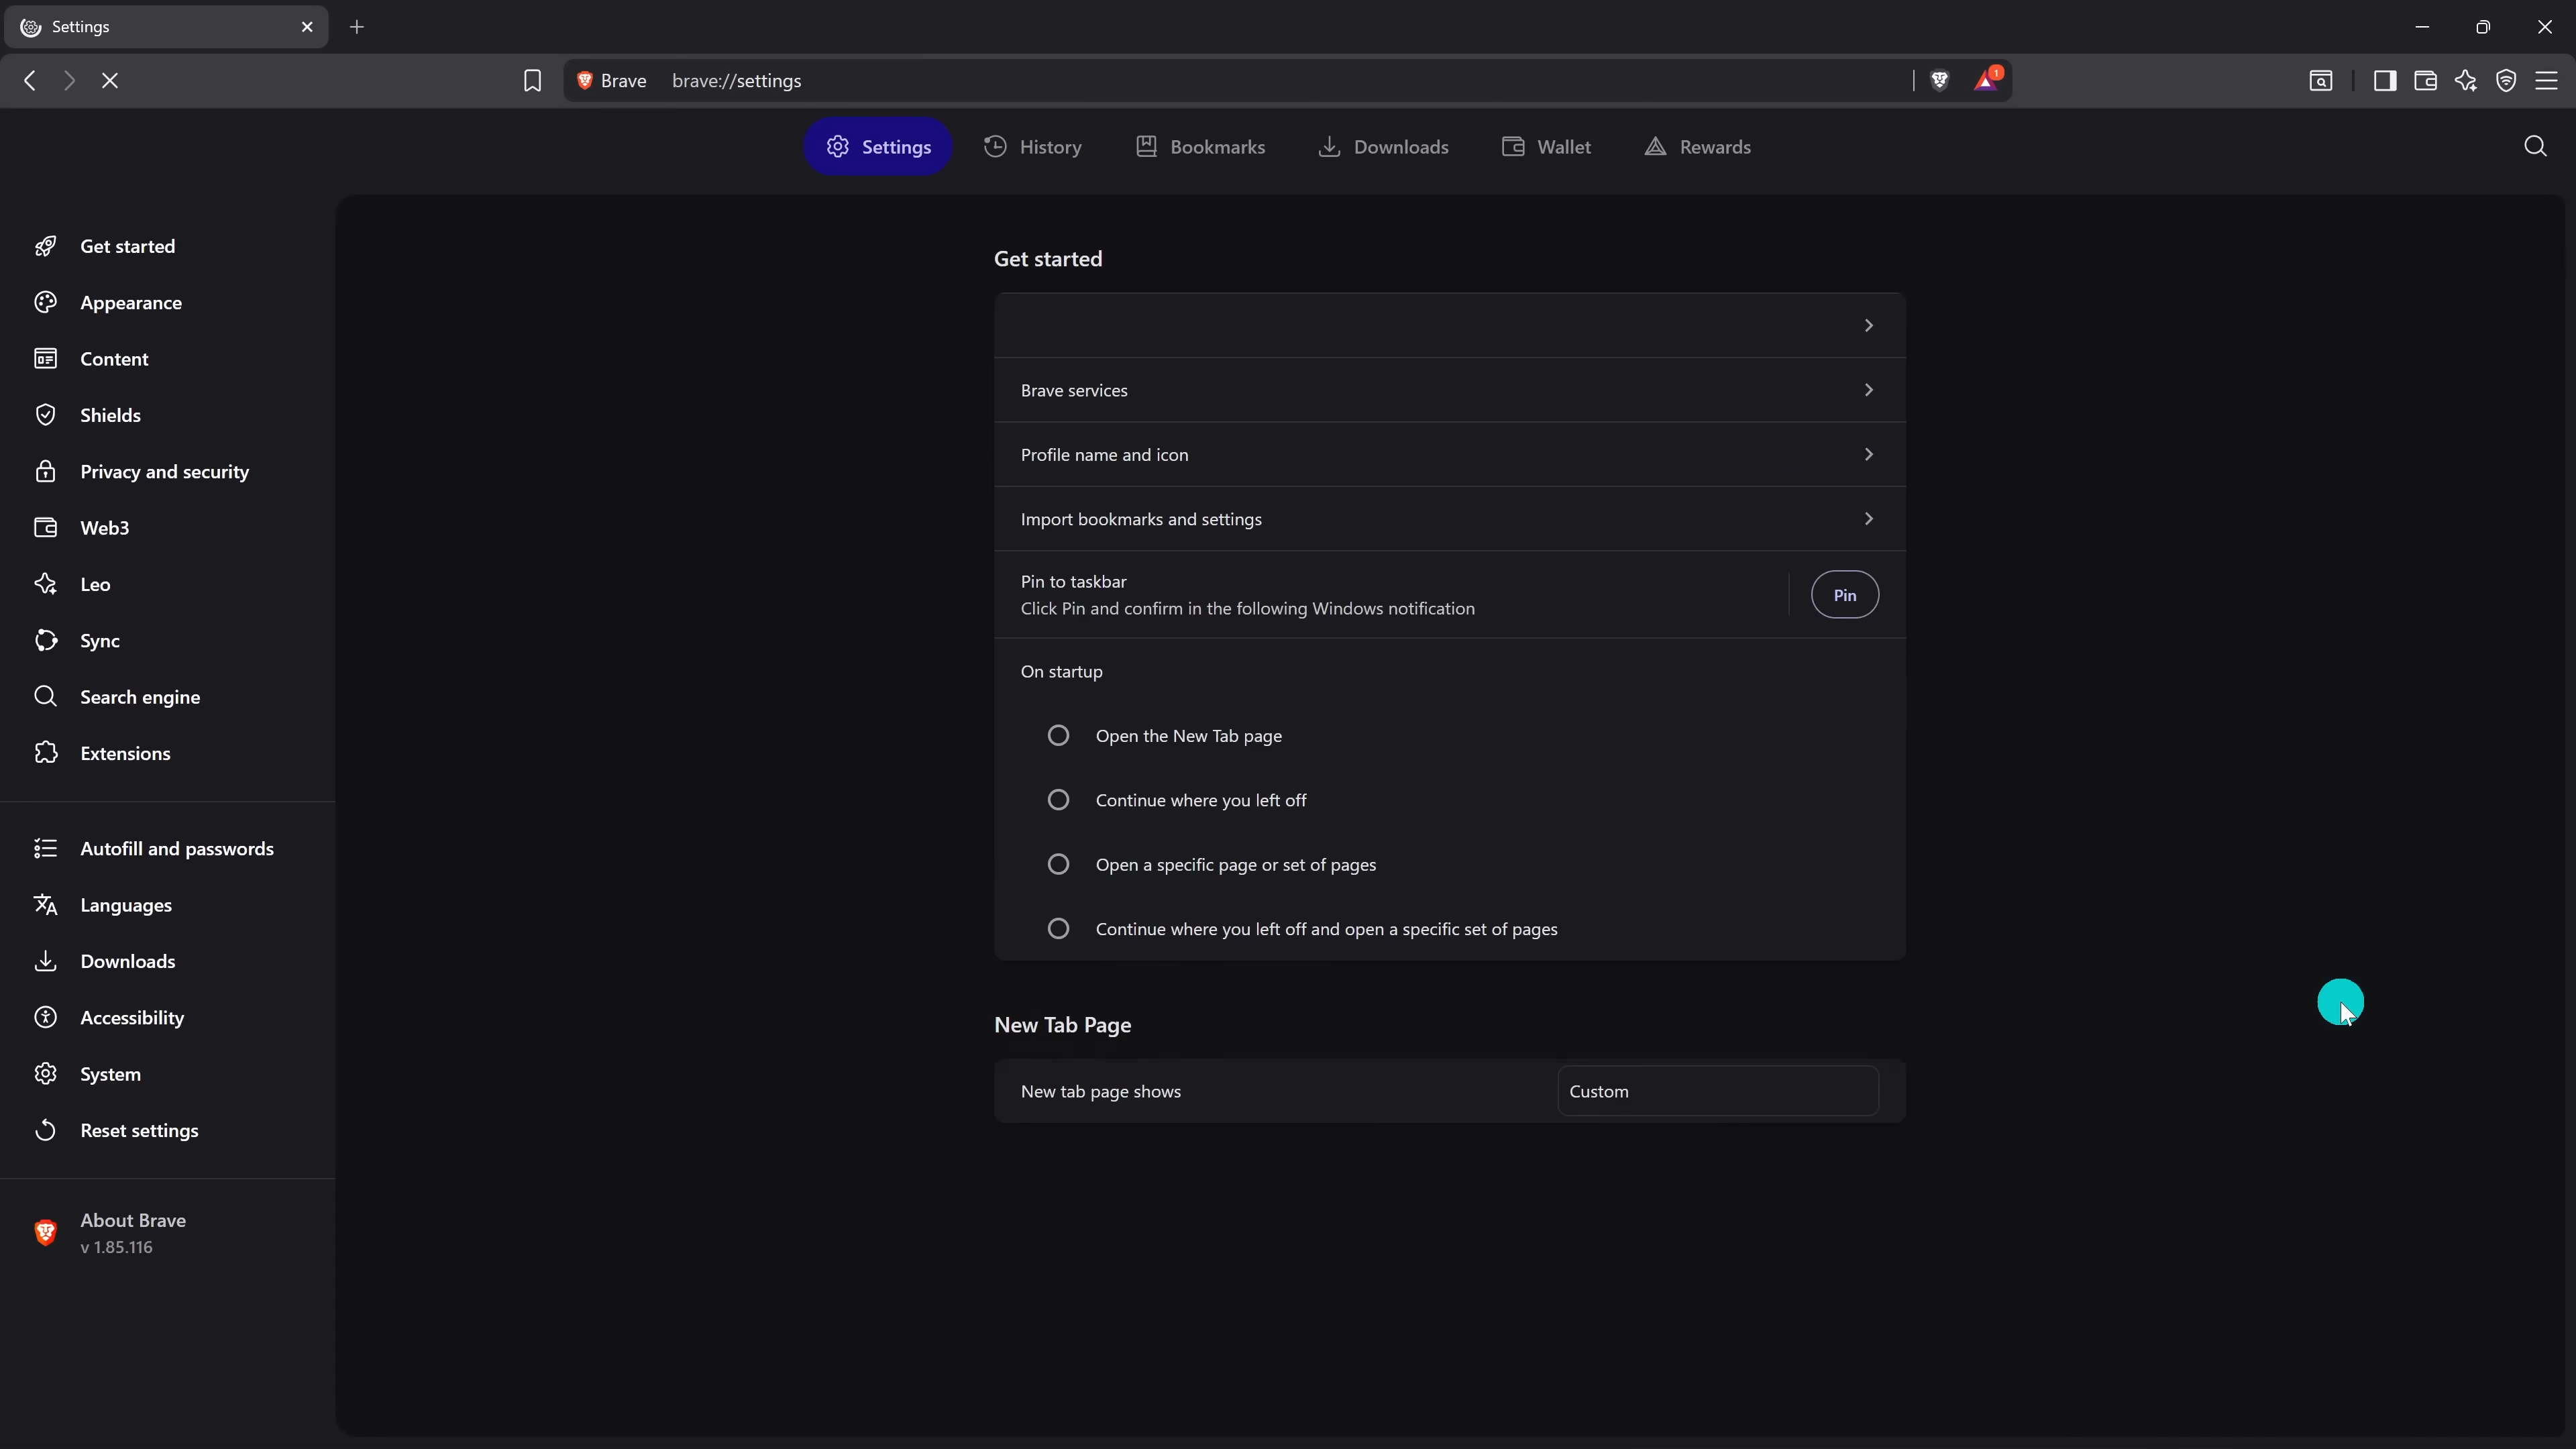 Settings
Brave brave://settings
1
Settings
History
Bookmarks
Downloads
Wallet
Rewards
Get started
Appearance
Content
Shields
Privacy and security
Web3
Leo
Sync
Search engine
Extensions
Autofill and passwords
Languages
Downloads
Accessibility
System
Reset settings
About Brave
v 1.85.116
Get started
Brave services
Profile name and icon
Import bookmarks and settings
Pin to taskbar
Click Pin and confirm in the following Windows notification
Pin
On startup
Open the New Tab page
Continue where you left off
Open a specific page or set of pages
Continue where you left off and open a specific set of pages
New Tab Page
New tab page shows
Custom